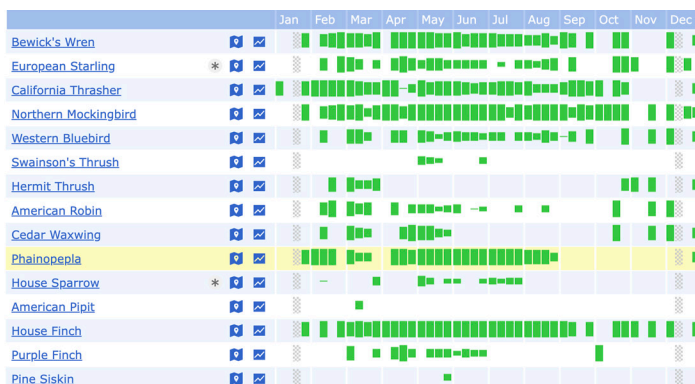 Jan Feb Mar Apr May Jun Jul Aug Sep Oct Nov Dec
Bewick's Wren
European Starling *
California Thrasher
Northern Mockingbird
Western Bluebird
Swainson's Thrush
Hermit Thrush
American Robin
Cedar Waxwing
Phainopepla
House Sparrow *
American Pipit
House Finch
Purple Finch
Pine Siskin